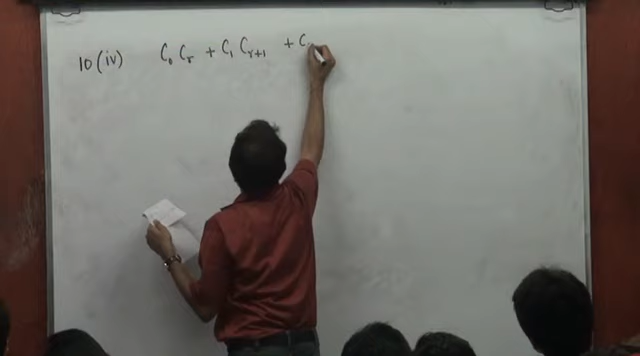 10(iv) C₀ Cᵣ + C₁ Cᵣ₊₁ + C